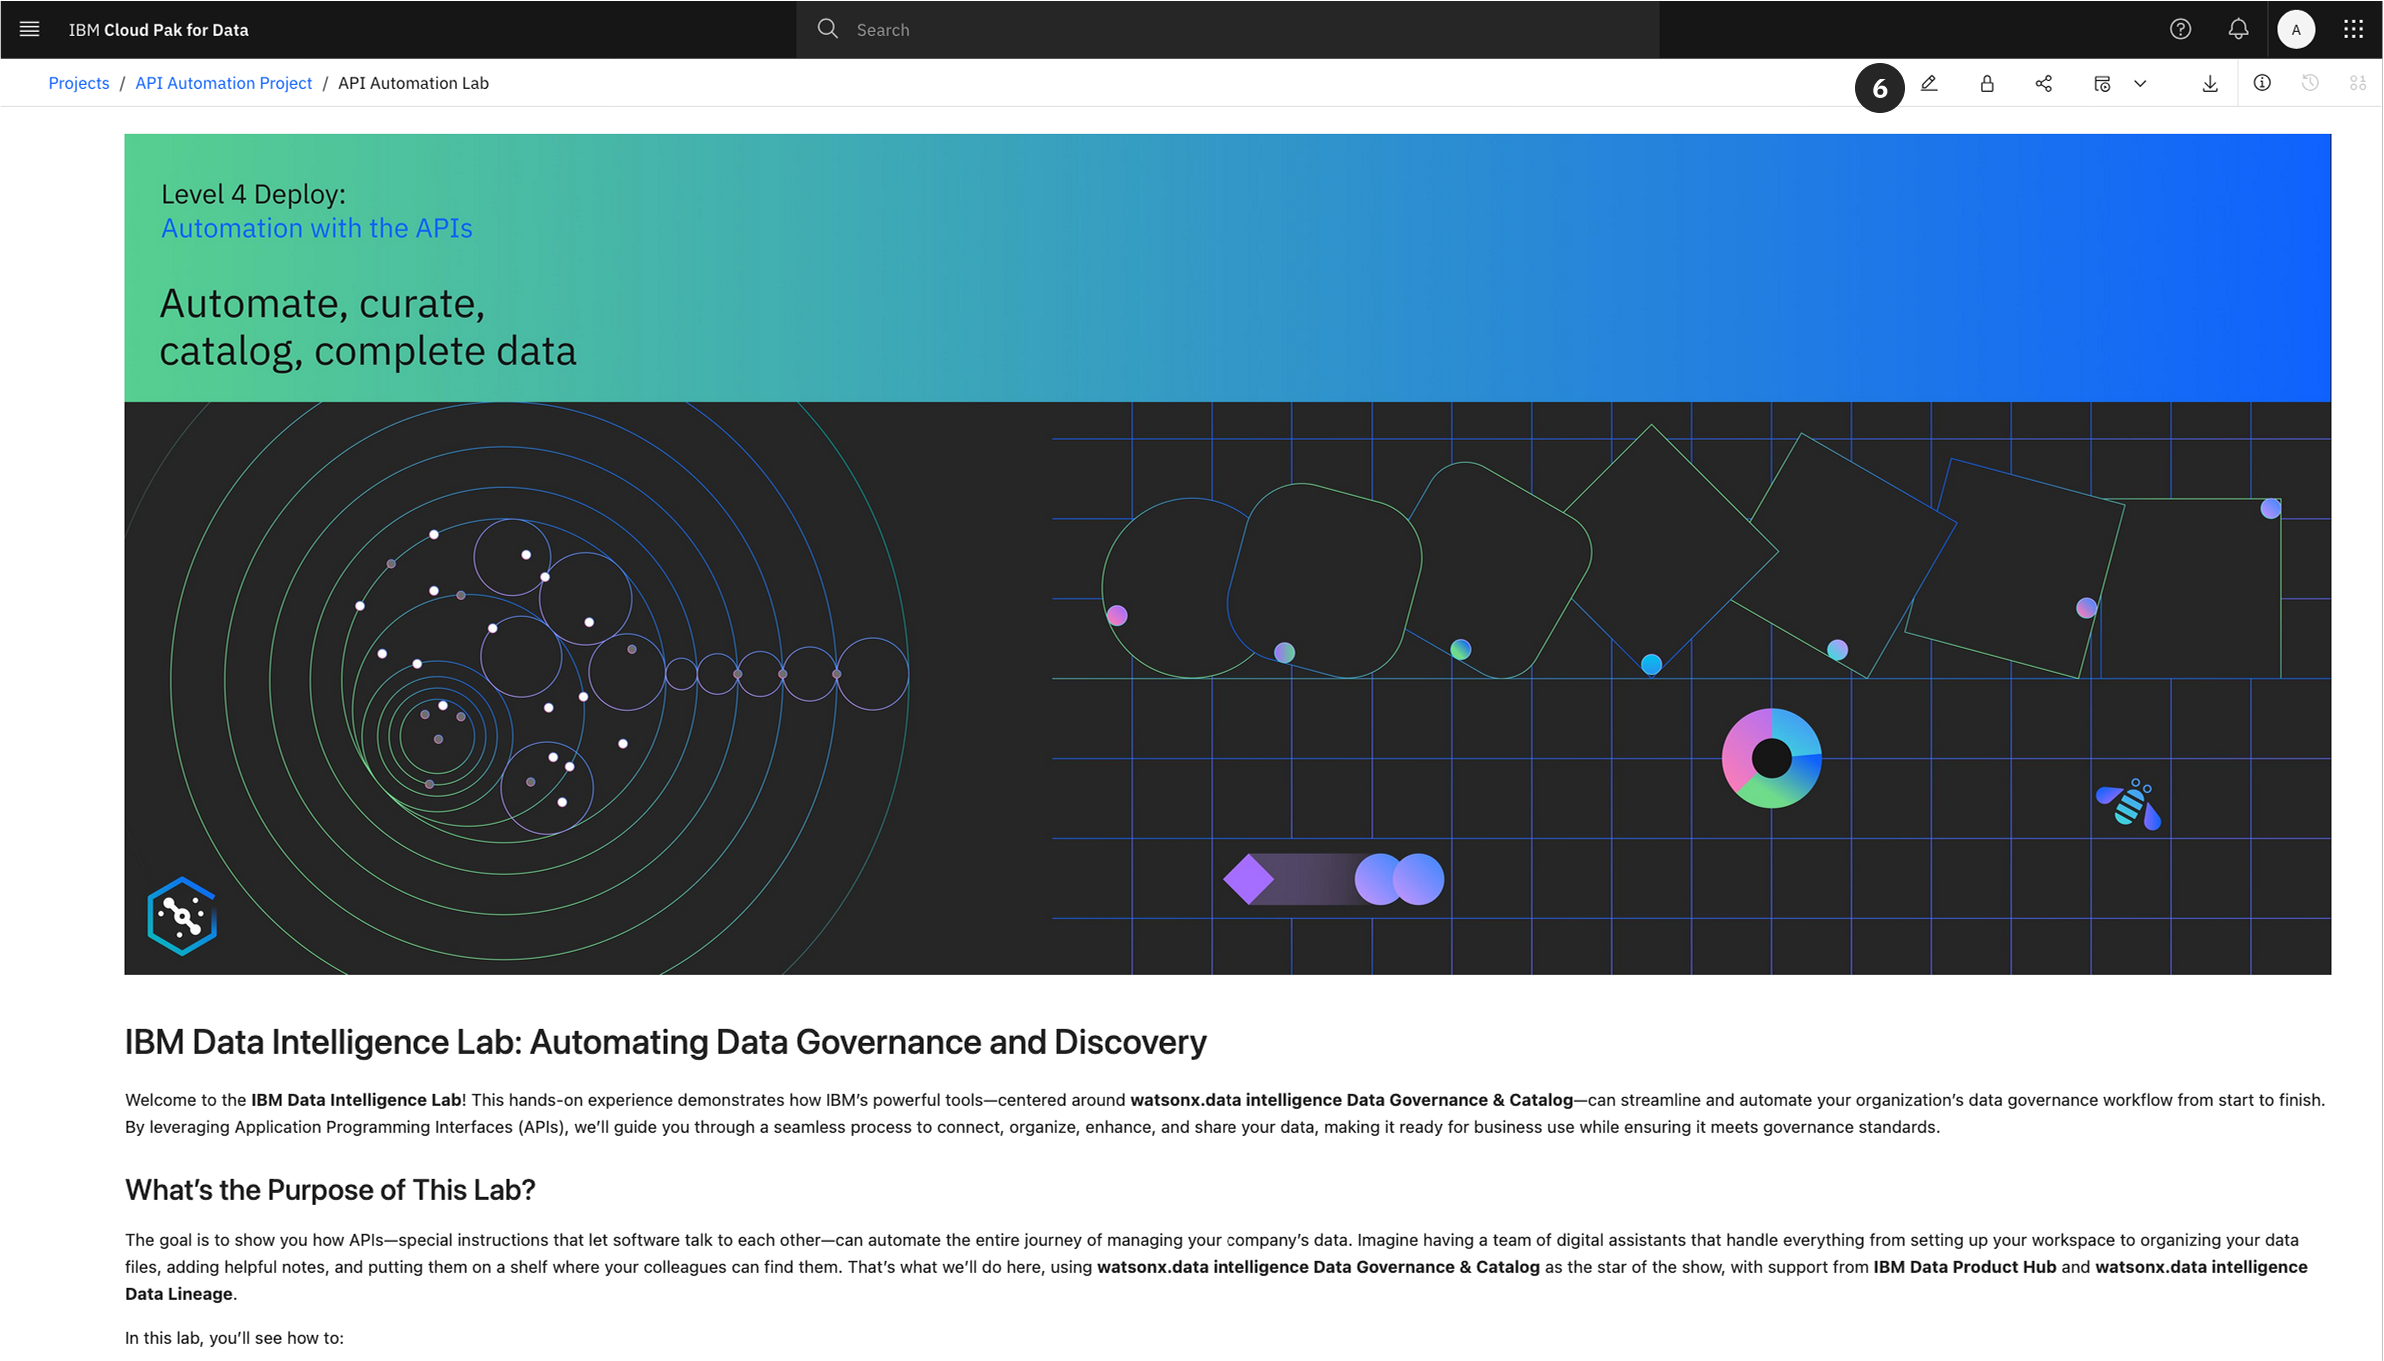 IBM Cloud Pak for Data
Search
A
Projects / API Automation Project / API Automation Lab
6
Level 4 Deploy:
Automation with the APIs
Automate, curate,
catalog, complete data
IBM Data Intelligence Lab: Automating Data Governance and Discovery
Welcome to the IBM Data Intelligence Lab! This hands-on experience demonstrates how IBM’s powerful tools—centered around watsonx.data intelligence Data Governance & Catalog—can streamline and automate your organization’s data governance workflow from start to finish.
By leveraging Application Programming Interfaces (APIs), we’ll guide you through a seamless process to connect, organize, enhance, and share your data, making it ready for business use while ensuring it meets governance standards.
What’s the Purpose of This Lab?
The goal is to show you how APIs—special instructions that let software talk to each other—can automate the entire journey of managing your company’s data. Imagine having a team of digital assistants that handle everything from setting up your workspace to organizing your data
files, adding helpful notes, and putting them on a shelf where your colleagues can find them. That’s what we’ll do here, using watsonx.data intelligence Data Governance & Catalog as the star of the show, with support from IBM Data Product Hub and watsonx.data intelligence
Data Lineage.
In this lab, you’ll see how to: